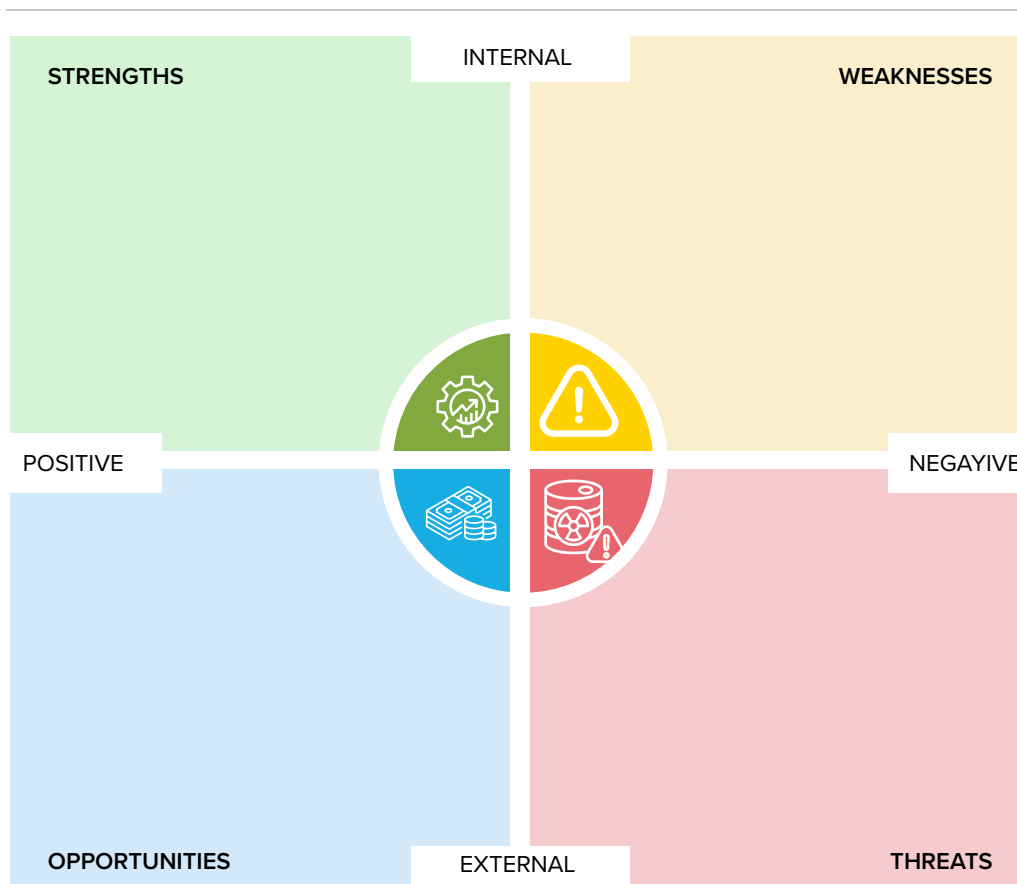 INTERNAL
STRENGTHS
WEAKNESSES
POSITIVE
NEGAYIVE
OPPORTUNITIES
EXTERNAL
THREATS